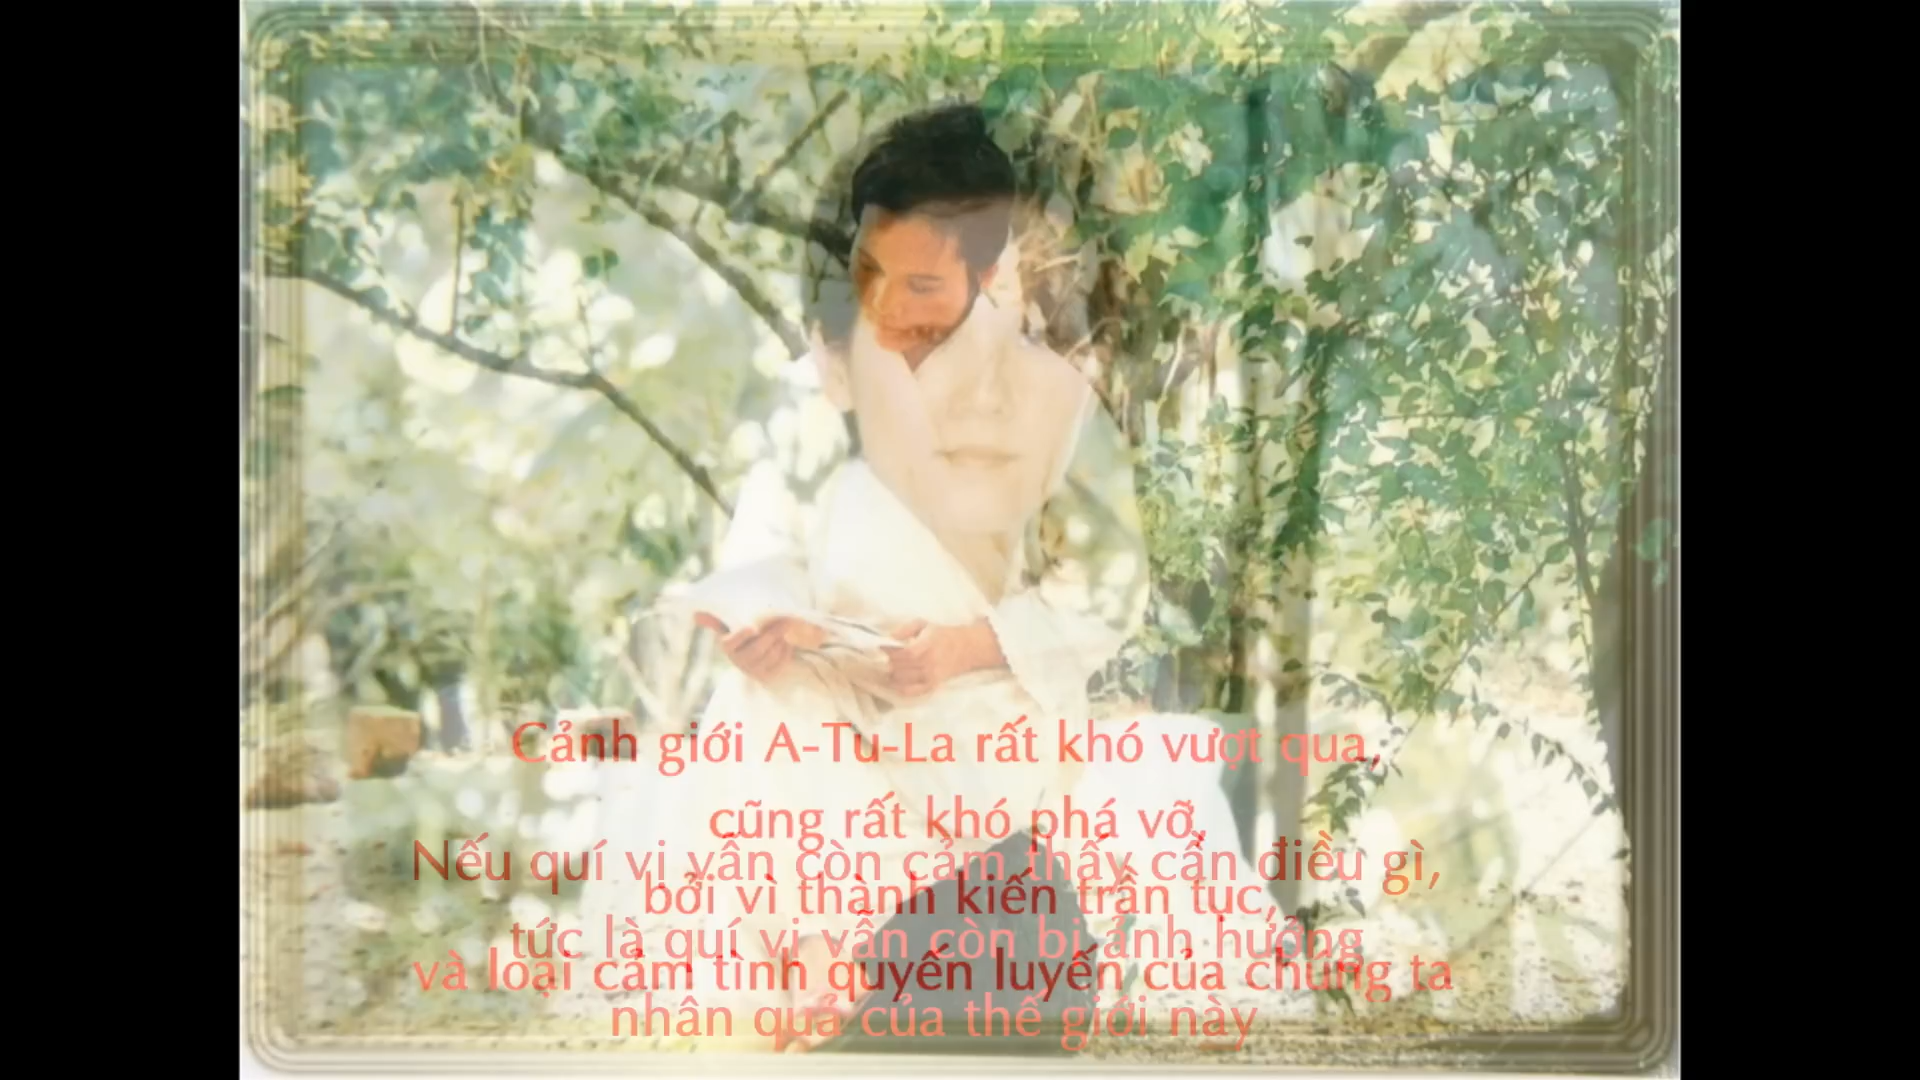 Cảnh giới A-Tu-La rất khó vượt qua,
cũng rất khó phá vỡ,
Nếu quí vị vẫn còn cảm thấy cần điều gì,
bởi vì thành kiến trần tục,
tức là quí vị vẫn còn bị ảnh hưởng
và loại cảm tình quyến luyến của chúng ta
nhân quả của thế giới này